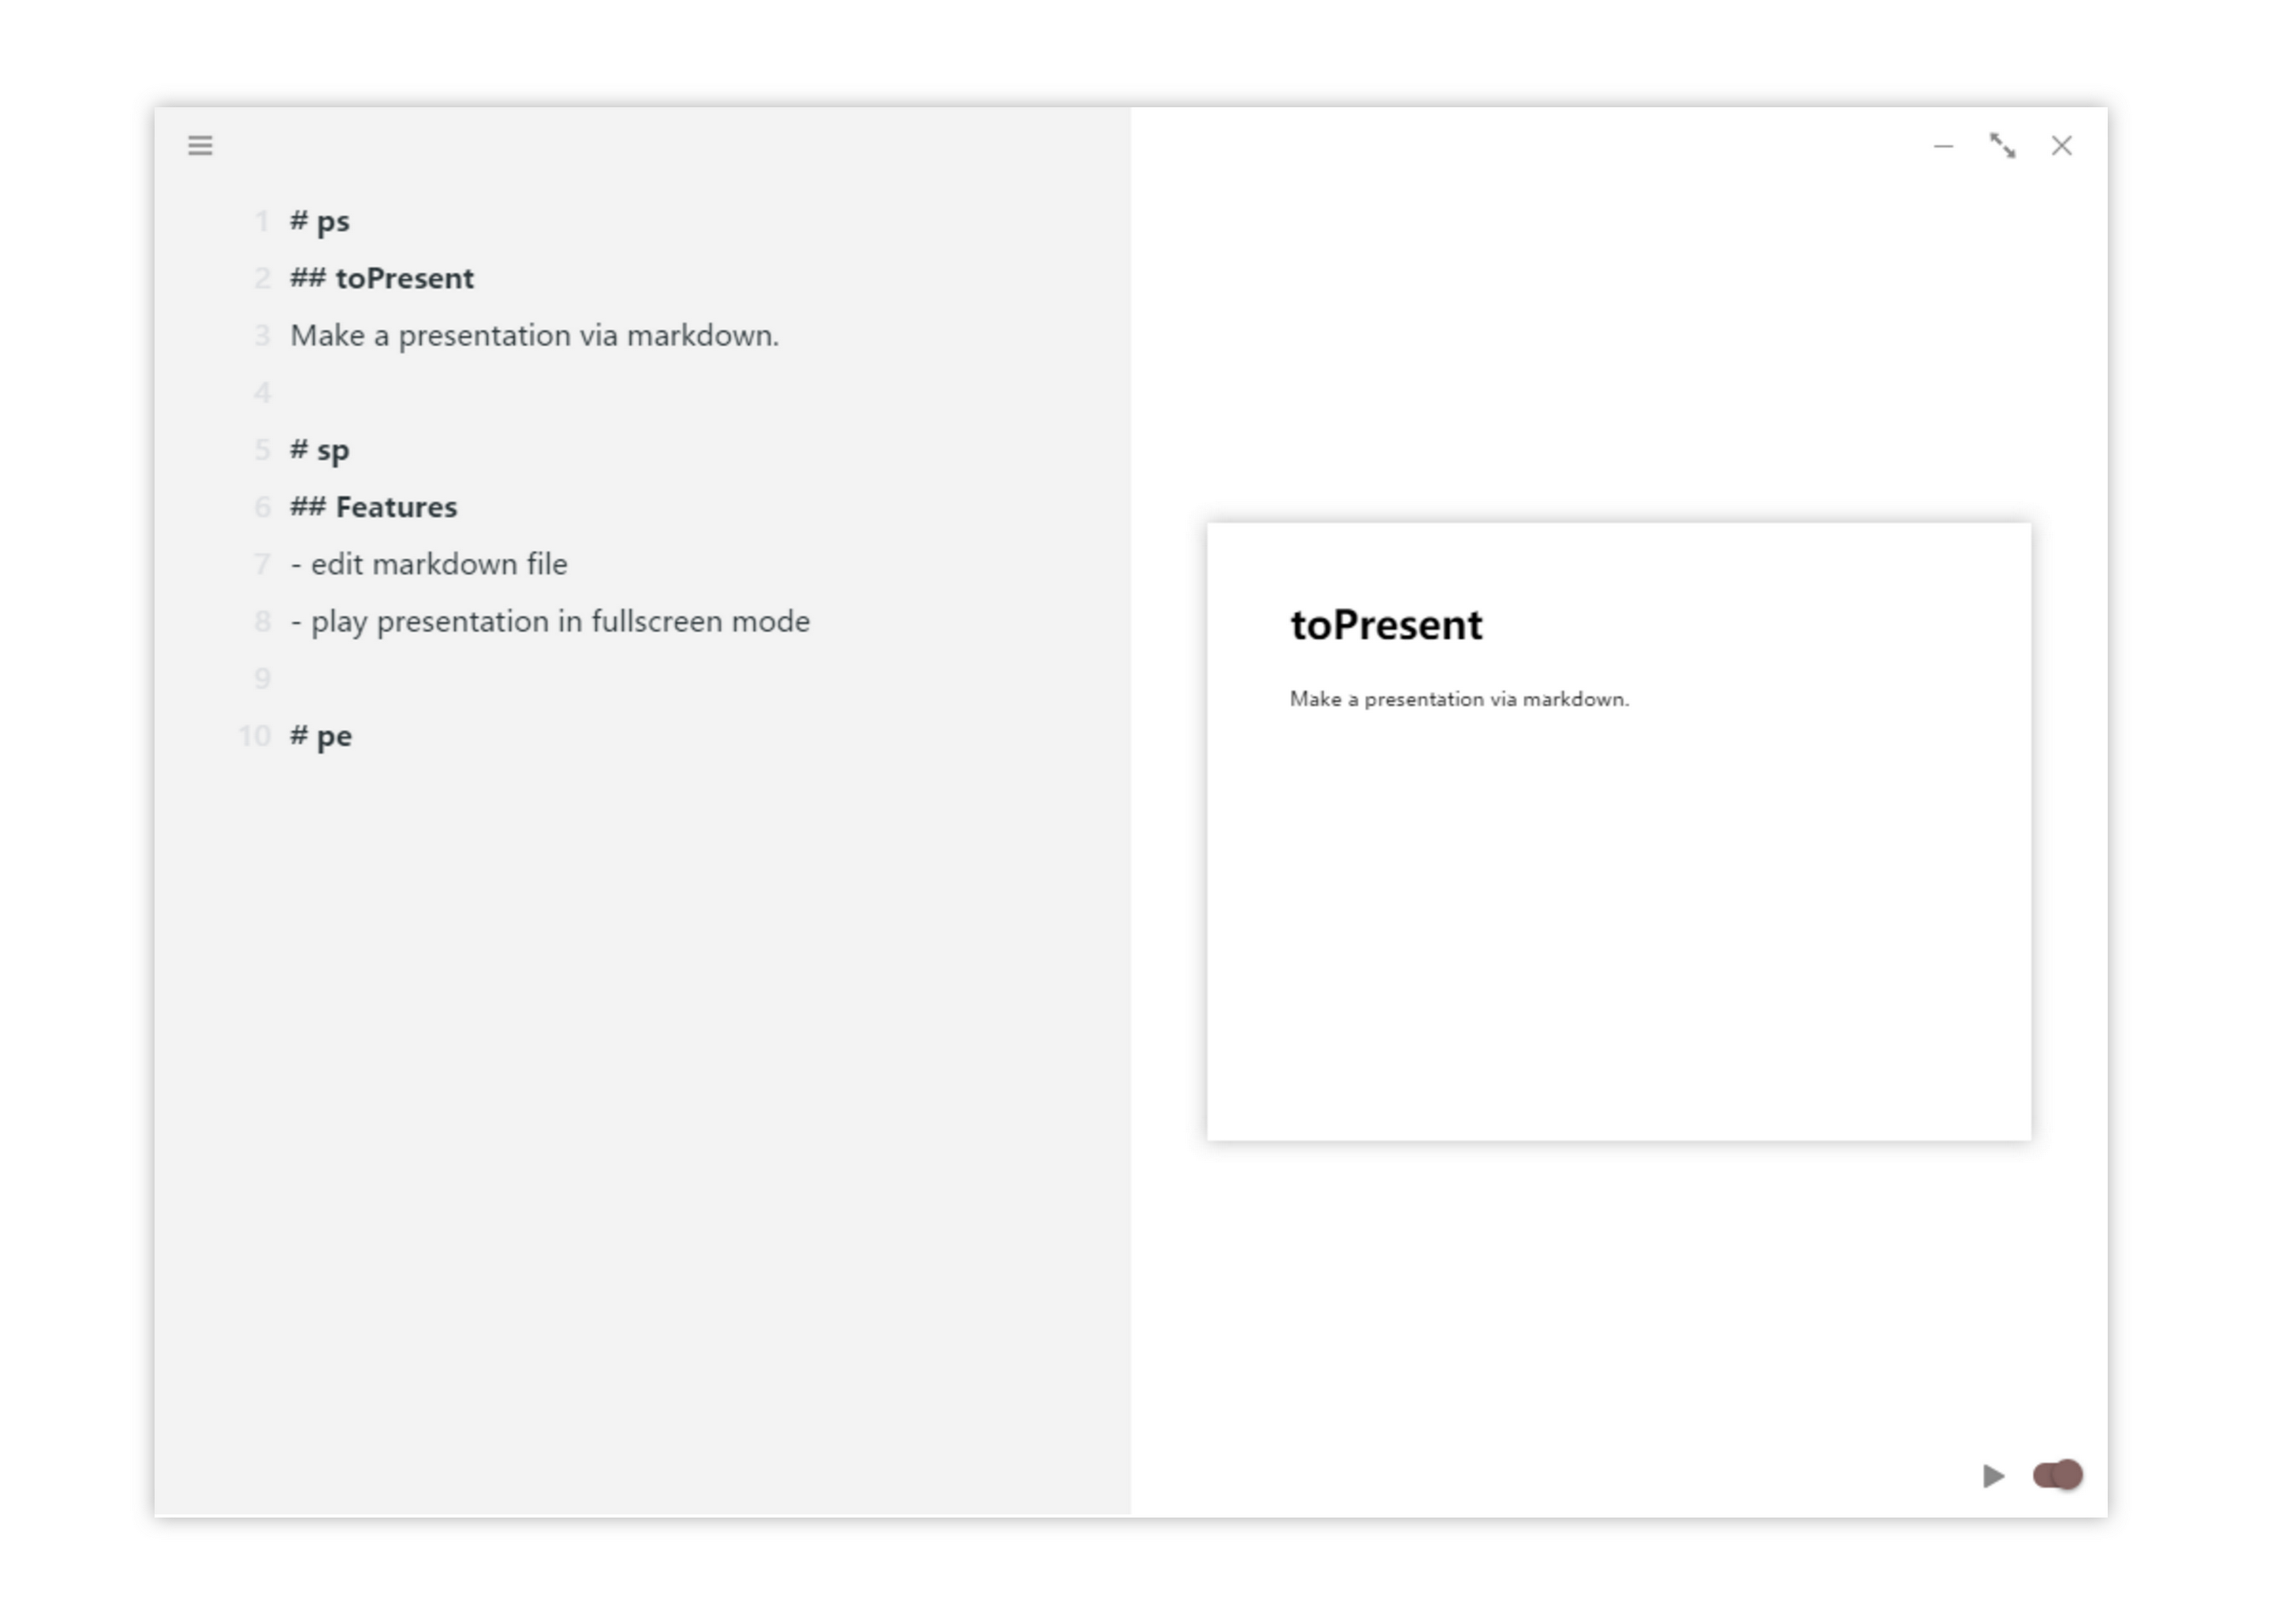 1 # ps
2 ## toPresent
3 Make a presentation via markdown.
4
5 # sp
6 ## Features
7 - edit markdown file
8 - play presentation in fullscreen mode
9
10 # pe
toPresent
Make a presentation via markdown.